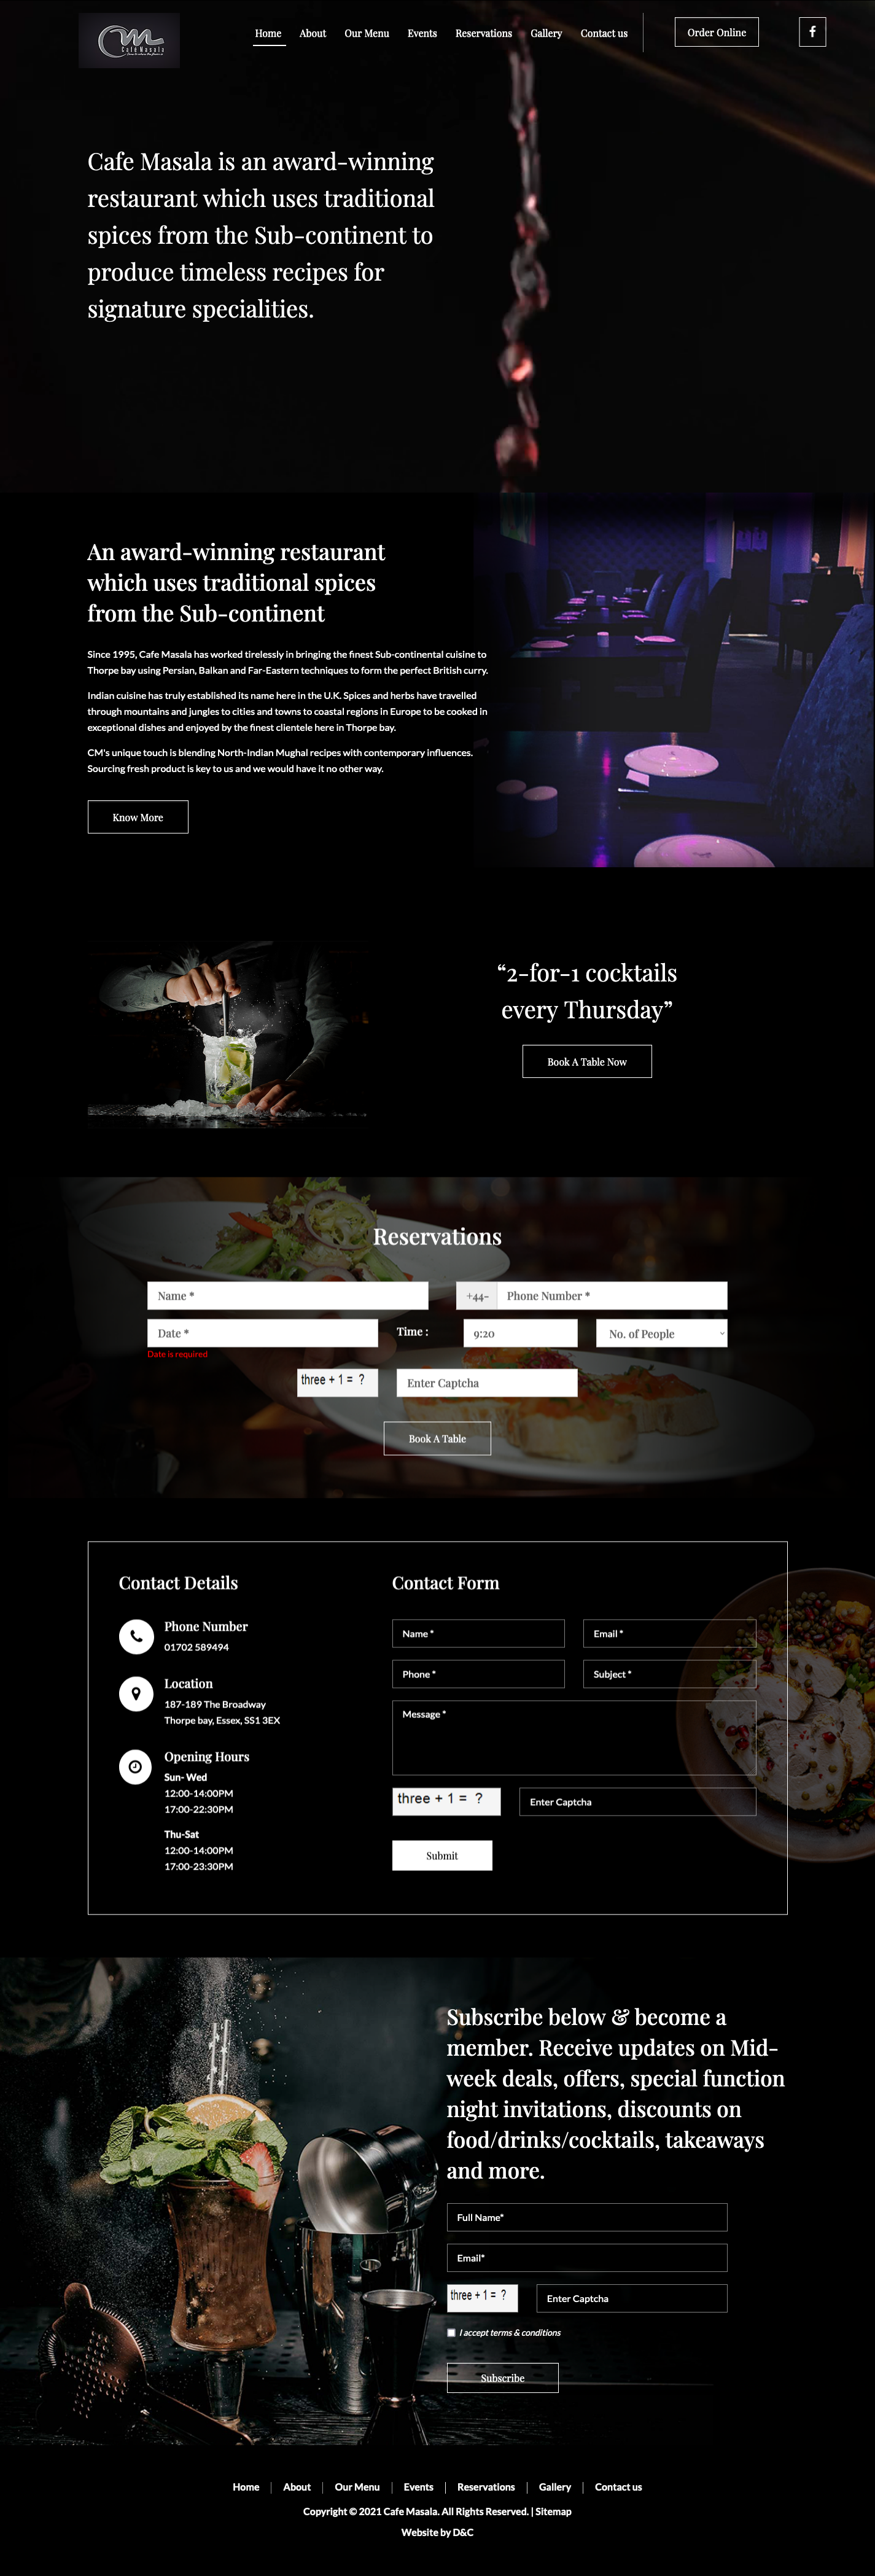 Cafe Masala
Home
About
Our Menu
Events
Reservations
Gallery
Contact us
Order Online
Cafe Masala is an award-winning
restaurant which uses traditional
spices from the Sub-continent to
produce timeless recipes for
signature specialities.
An award-winning restaurant
which uses traditional spices
from the Sub-continent
Since 1995, Cafe Masala has worked tirelessly in bringing the finest Sub-continental cuisine to
Thorpe bay using Persian, Balkan and Far-Eastern techniques to form the perfect British curry.
Indian cuisine has truly established its name here in the U.K. Spices and herbs have travelled
through mountains and jungles to cities and towns to coastal regions in Europe to be cooked in
exceptional dishes and enjoyed by the finest clientele here in Thorpe bay.
CM's unique touch is blending North-Indian Mughal recipes with contemporary influences.
Sourcing fresh product is key to us and we would have it no other way.
Know More
“2-for-1 cocktails
every Thursday”
Book A Table Now
Reservations
Name *
+44-
Phone Number *
Date *
Time :
9:20
No. of People
Date is required
three + 1 = ?
Enter Captcha
Book A Table
Contact Details
Phone Number
01702 589494
Location
187-189 The Broadway
Thorpe bay, Essex, SS1 3EX
Opening Hours
Sun- Wed
12:00-14:00PM
17:00-22:30PM
Thu-Sat
12:00-14:00PM
17:00-23:30PM
Contact Form
Name *
Email *
Phone *
Subject *
Message *
three + 1 = ?
Enter Captcha
Submit
Subscribe below & become a
member. Receive updates on Mid-
week deals, offers, special function
night invitations, discounts on
food/drinks/cocktails, takeaways
and more.
Full Name*
Email*
three + 1 = ?
Enter Captcha
I accept terms & conditions
Subscribe
Home | About | Our Menu | Events | Reservations | Gallery | Contact us
Copyright © 2021 Cafe Masala. All Rights Reserved. | Sitemap
Website by D&C